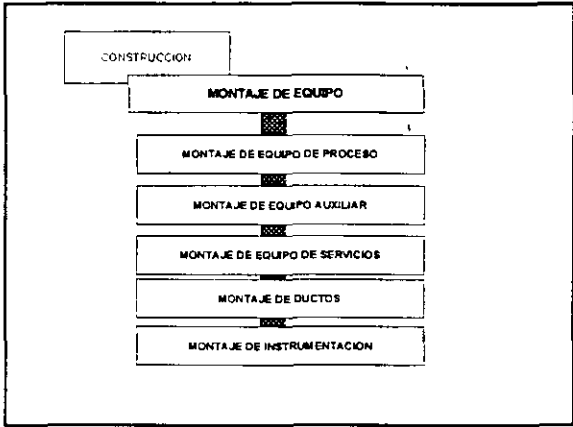 CONSTRUCCION
MONTAJE DE EQUIPO
MONTAJE DE EQUIPO DE PROCESO
MONTAJE DE EQUIPO AUXILIAR
MONTAJE DE EQUIPO DE SERVICIOS
MONTAJE DE DUCTOS
MONTAJE DE INSTRUMENTACION